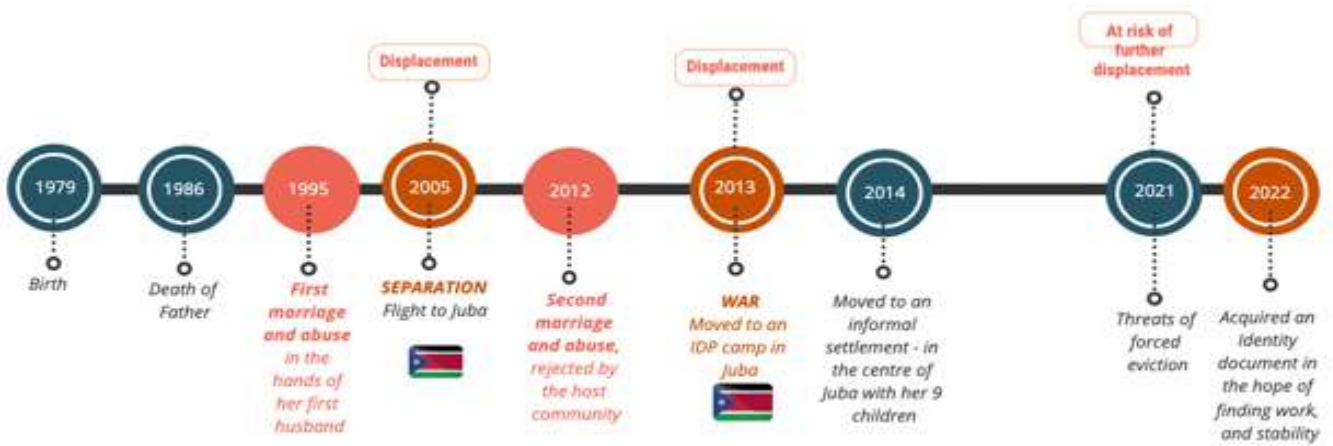 Displacement
Displacement
At risk of
further
displacement
1979
1986
1995
2005
2012
2013
2014
2021
2022
Birth
Death of
Father
First
marriage
and abuse
in the
hands of
her first
husband
SEPARATION
Flight to Juba
Second
marriage
and abuse,
rejected by
the host
community
WAR
Moved to an
IDP camp in
Juba
Moved to an
informal
settlement - in
the centre of
Juba with her 9
children
Threats of
forced
eviction
Acquired an
Identity
document in
the hope of
finding work,
and stability